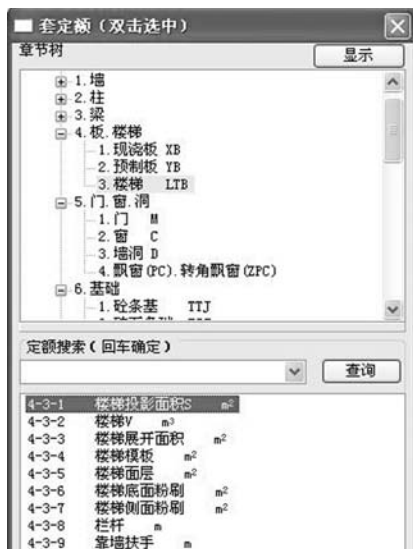 套定额（双击选中）
章节树
显示
1.墙
2.柱
3.梁
4.板.楼梯
1.现浇板 XB
2.预制板 YB
3.楼梯 LTB
5.门.窗.洞
1.门 M
2.窗 C
3.墙洞 D
4.飘窗(PC).转角飘窗(ZPC)
6.基础
1.砼条基 TTJ
定额搜索（回车确定）
查询
4-3-1 楼梯投影面积S m²
4-3-2 楼梯V m³
4-3-3 楼梯展开面积 m²
4-3-4 楼梯模板 m²
4-3-5 楼梯面层 m²
4-3-6 楼梯底面粉刷 m²
4-3-7 楼梯侧面粉刷 m²
4-3-8 栏杆 m
4-3-9 靠墙扶手 m